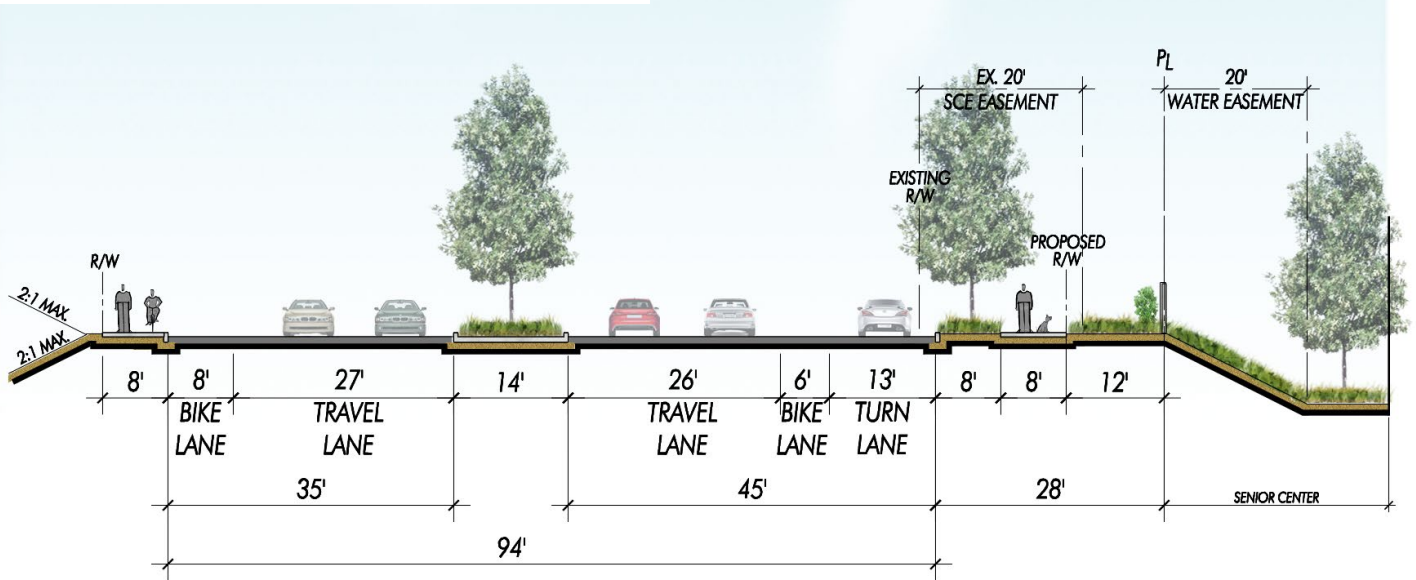 PL
EX. 20'
SCE EASEMENT
20'
WATER EASEMENT
EXISTING
R/W
PROPOSED
R/W
R/W
2:1 MAX.
2:1 MAX.
8'
8'
27'
14'
26'
6'
13'
8'
8'
12'
BIKE
LANE
TRAVEL
LANE
TRAVEL
LANE
BIKE
LANE
TURN
LANE
35'
45'
28'
SENIOR CENTER
94'